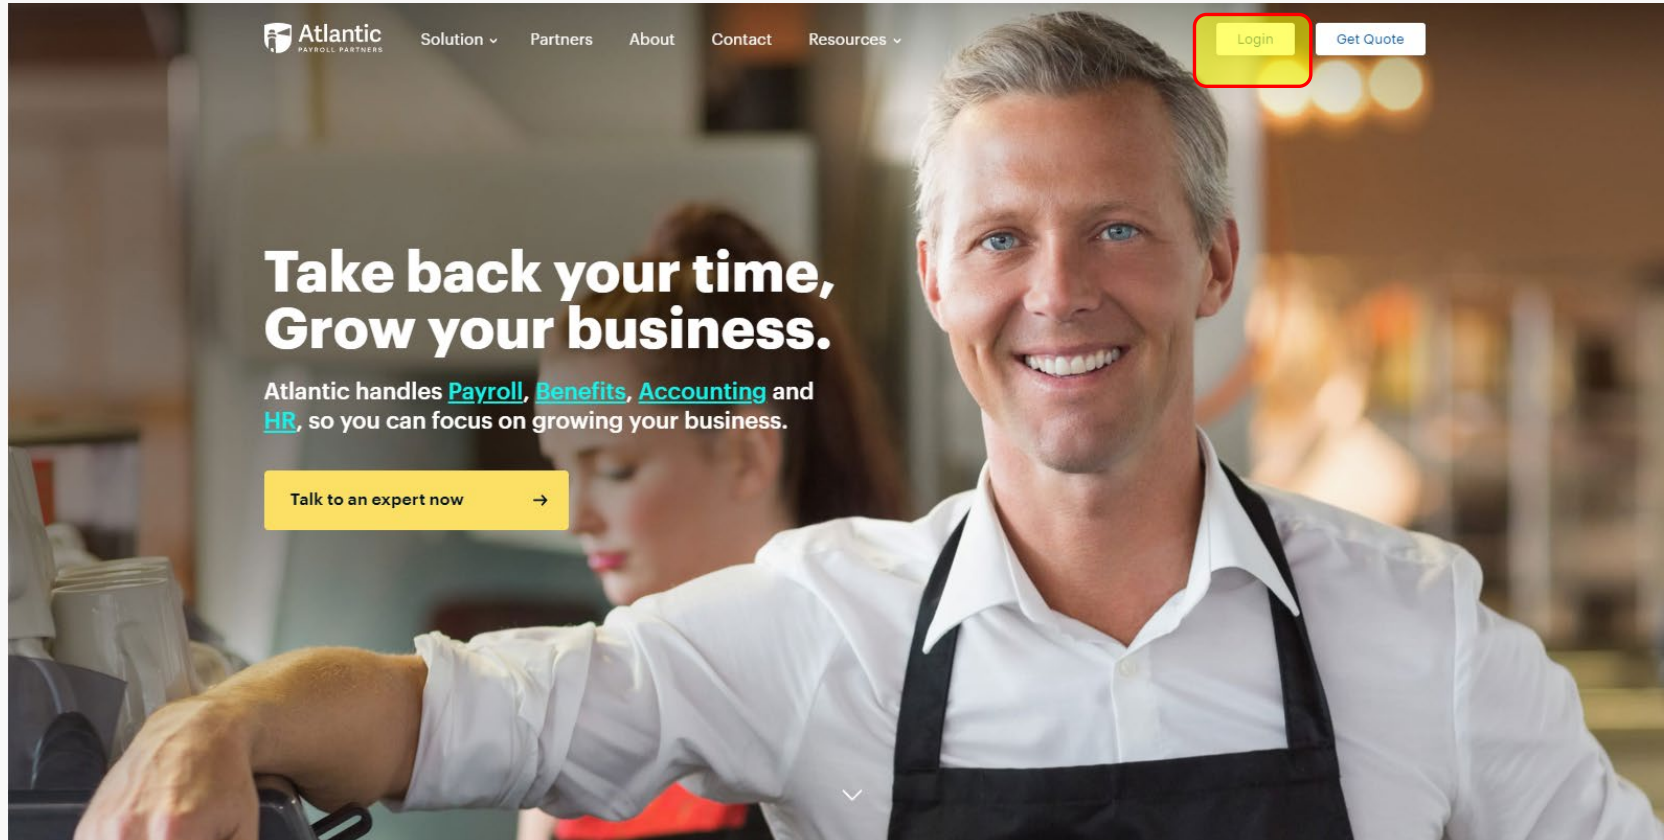 Atlantic
PAYROLL PARTNERS
Solution
Partners
About
Contact
Resources
Login
Get Quote
Take back your time,
Grow your business.
Atlantic handles Payroll, Benefits, Accounting and
HR, so you can focus on growing your business.
Talk to an expert now →